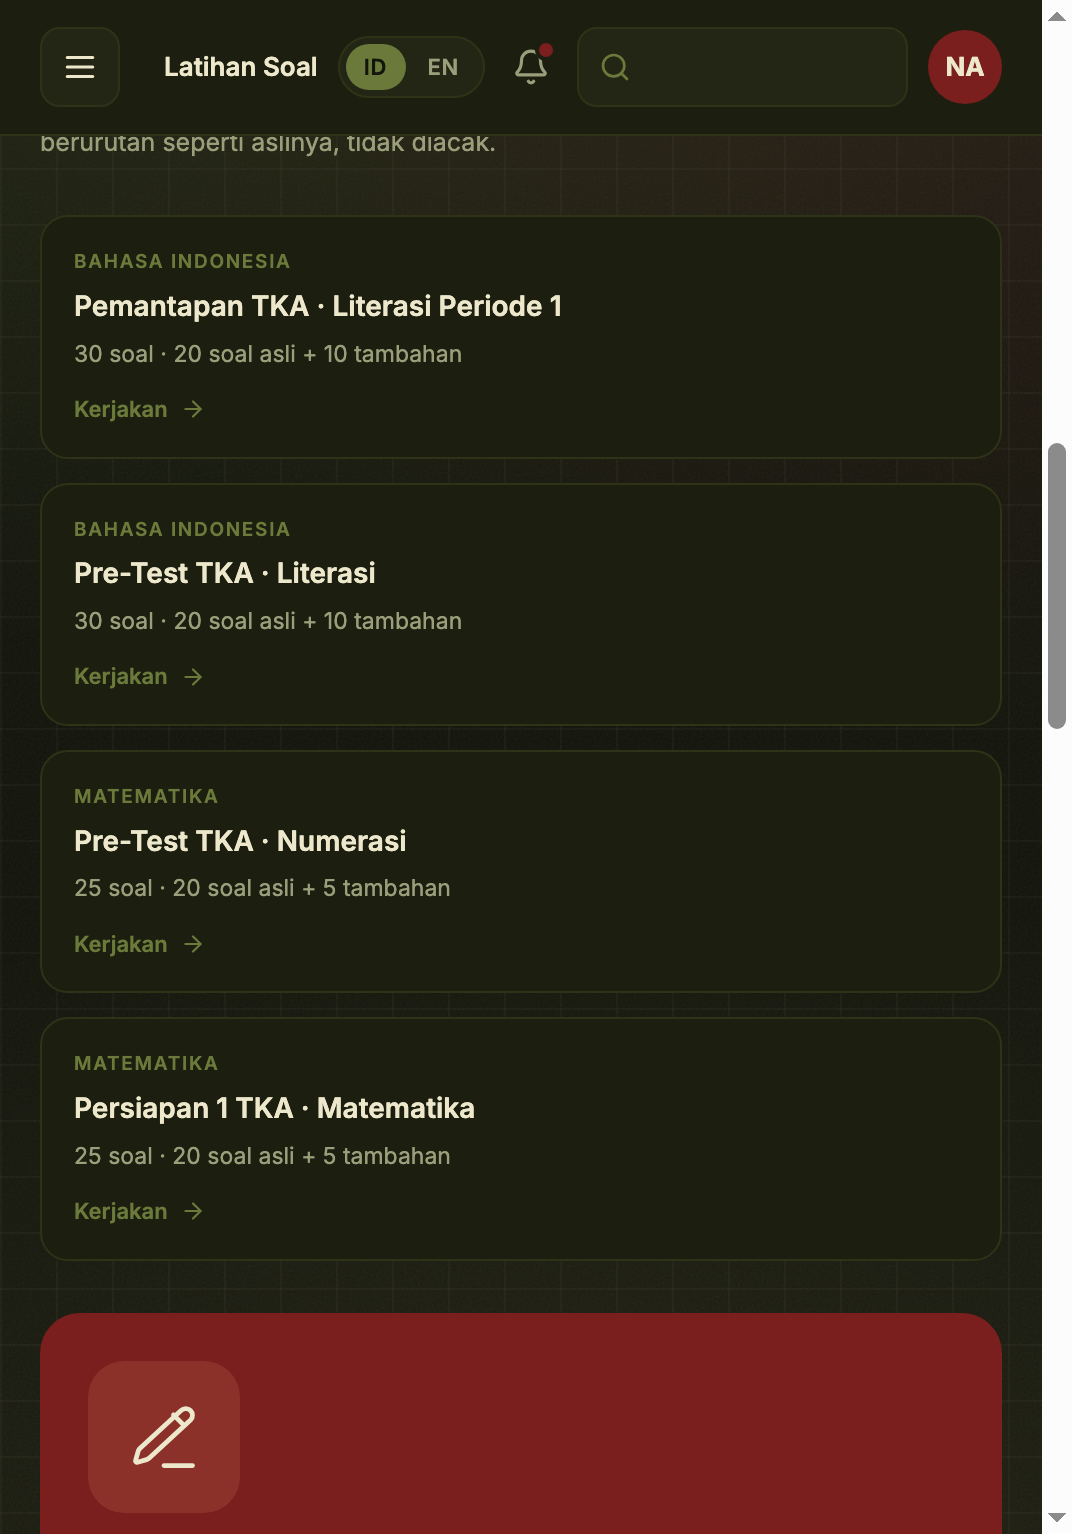 Latihan Soal
ID
EN
NA
berurutan seperti aslinya, tidak diacak.
BAHASA INDONESIA
Pemantapan TKA · Literasi Periode 1
30 soal · 20 soal asli + 10 tambahan
Kerjakan →
BAHASA INDONESIA
Pre-Test TKA · Literasi
30 soal · 20 soal asli + 10 tambahan
Kerjakan →
MATEMATIKA
Pre-Test TKA · Numerasi
25 soal · 20 soal asli + 5 tambahan
Kerjakan →
MATEMATIKA
Persiapan 1 TKA · Matematika
25 soal · 20 soal asli + 5 tambahan
Kerjakan →